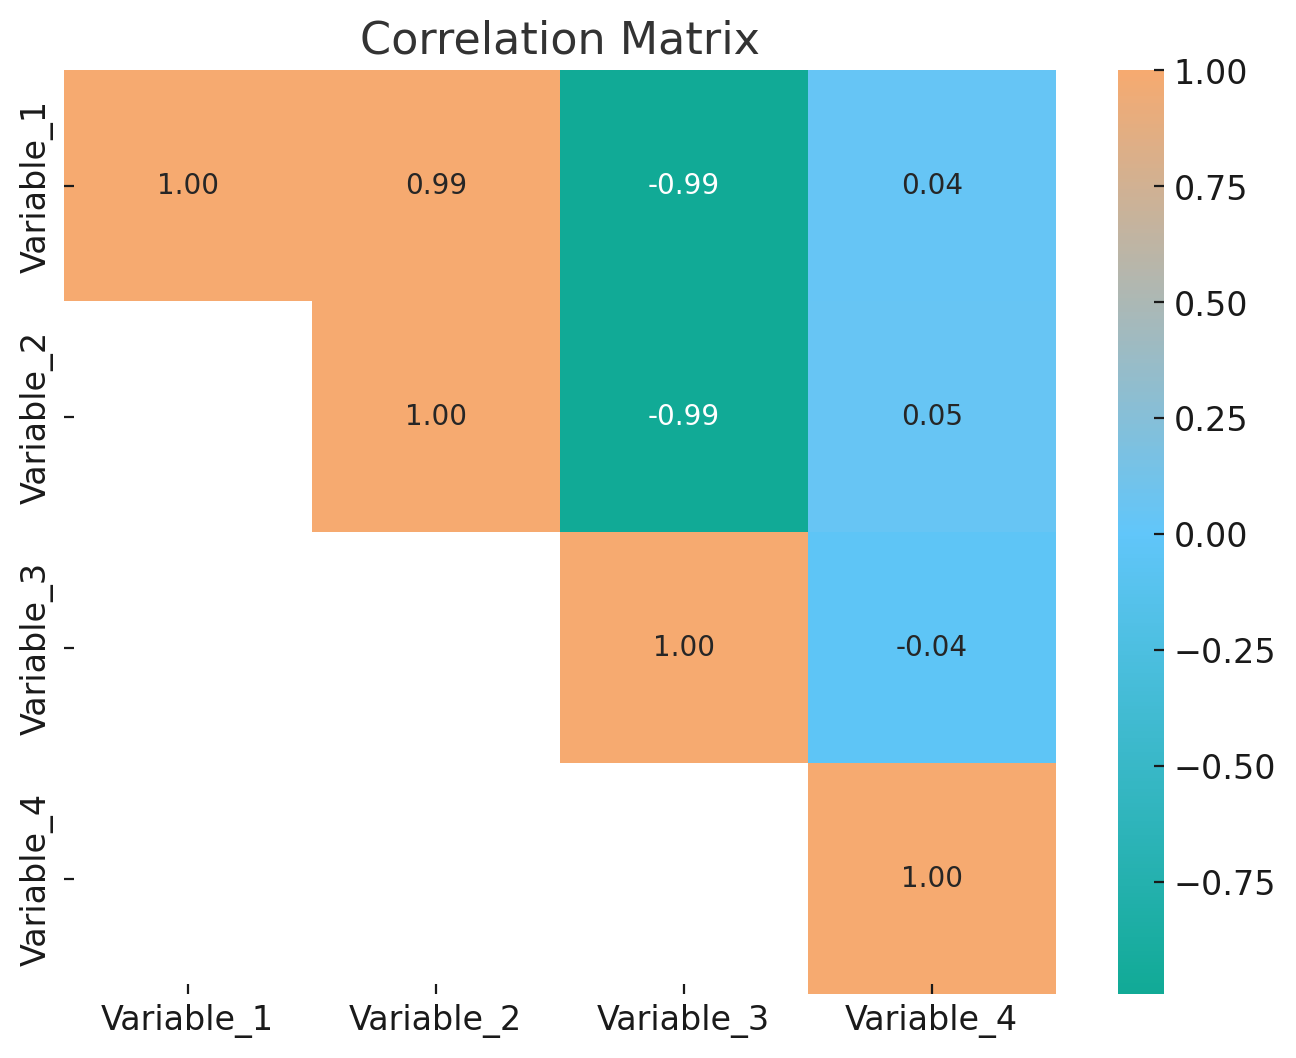 Correlation Matrix
Variable_1
1.00 0.99 -0.99 0.04
Variable_2
1.00 -0.99 0.05
Variable_3
1.00 -0.04
Variable_4
1.00
Variable_1 Variable_2 Variable_3 Variable_4
1.00
0.75
0.50
0.25
0.00
−0.25
−0.50
−0.75